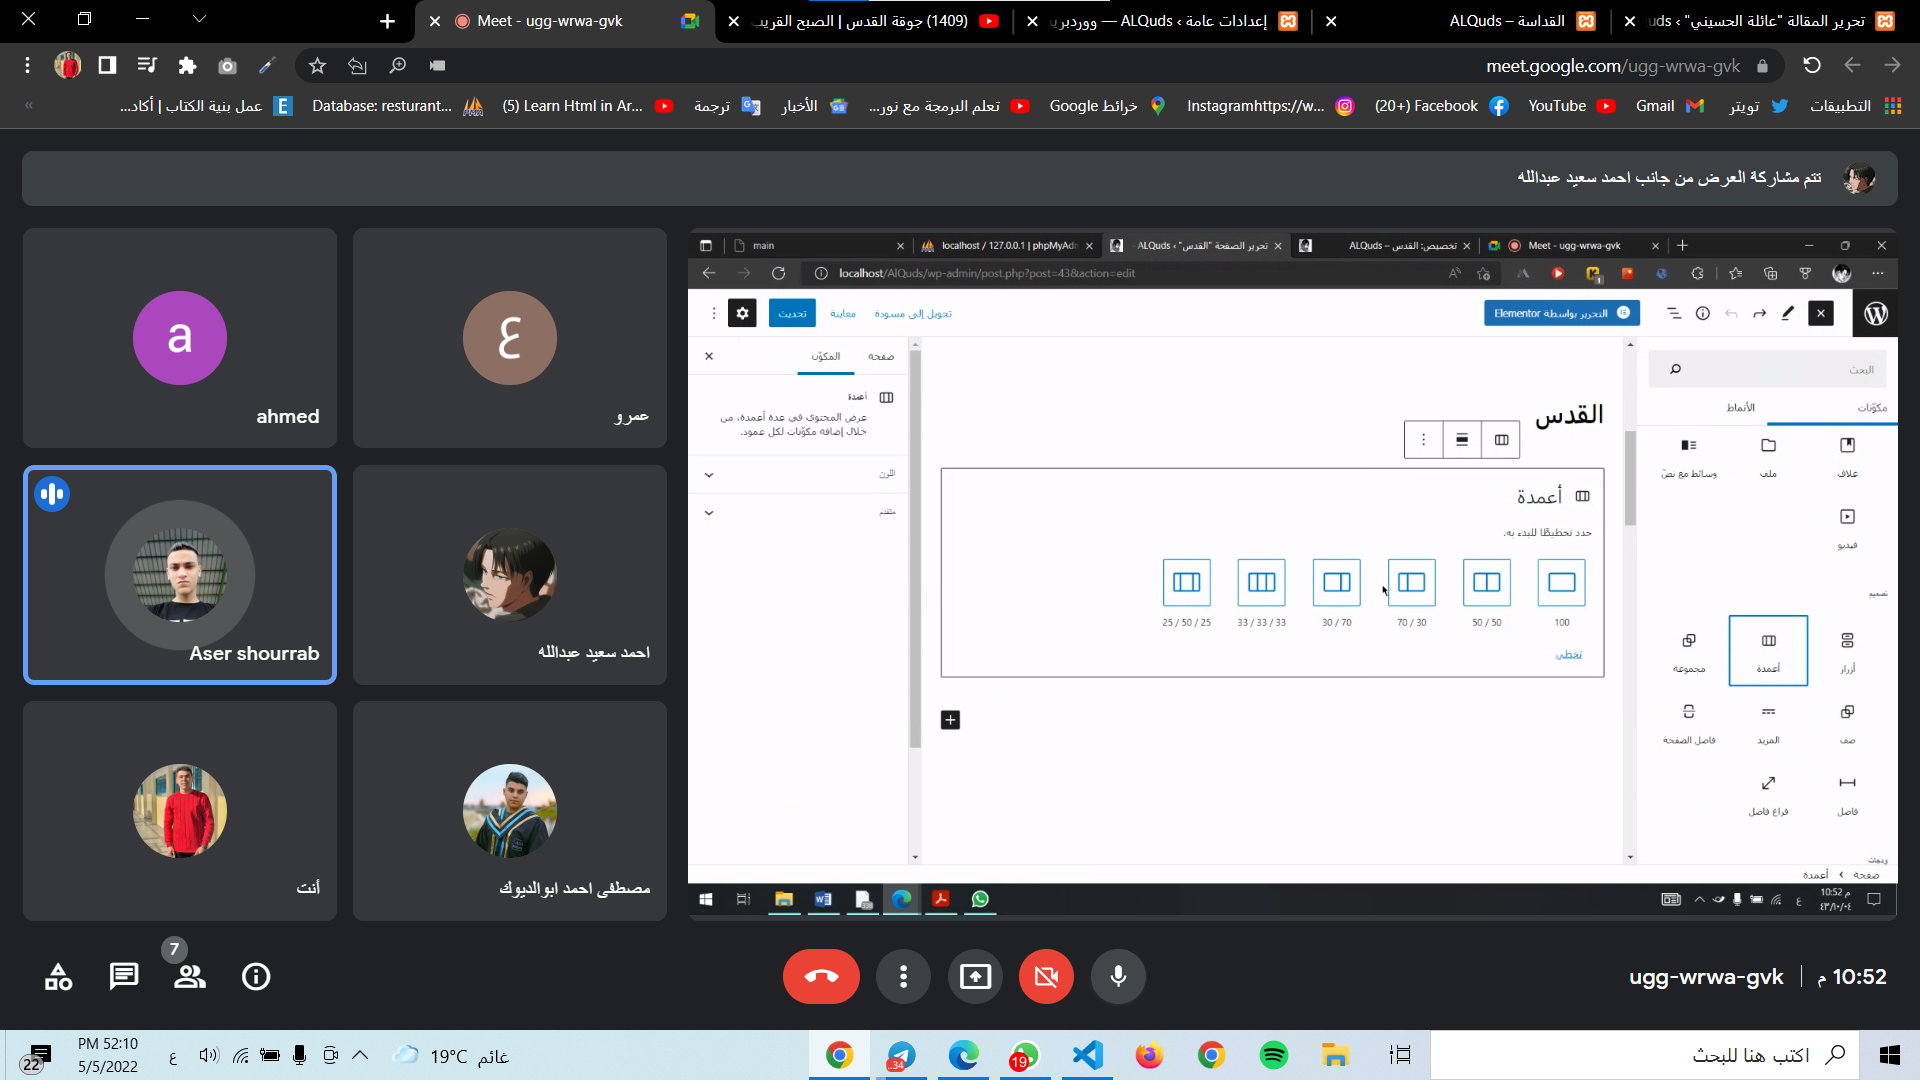 Meet - ugg-wrwa-gvk
(1409) جوقة القدس | الصبح القريب
إعدادات عامة ‹ ALQuds — ووردبري
القداسة – ALQuds
تحرير المقالة "عائلة الحسيني" ‹ uds
meet.google.com/ugg-wrwa-gvk
التطبيقات
تويتر
Gmail
YouTube
(20+) Facebook
Instagramhttps://w...
خرائط Google
تعلم البرمجة مع نور...
الأخبار
ترجمة
(5) Learn Html in Ar...
Database: resturant...
عمل بنية الكتاب | أكاد...
تتم مشاركة العرض من جانب احمد سعيد عبدالله
ahmed
عمرو
Aser shourrab
احمد سعيد عبدالله
أنت
مصطفى احمد ابوالديوك
main
localhost / 127.0.0.1 | phpMyAdm
تحرير الصفحة "القدس" ‹ ALQuds -
تخصيص: القدس – ALQuds
Meet - ugg-wrwa-gvk
localhost/AlQuds/wp-admin/post.php?post=43&action=edit
التحرير بواسطة Elementor
تحويل إلى مسودة
معاينة
تحديث
صفحة
المكوّن
أعمدة
عرض المحتوى في عدة أعمدة، من
خلال إضافة مكوّنات لكل عمود.
اللون
متقدم
القدس
أعمدة
حدد تخطيطًا للبدء به.
100
50 / 50
70 / 30
30 / 70
33 / 33 / 33
25 / 50 / 25
تخطي
البحث
مكوّنات
الأنماط
غلاف
ملف
وسائط مع نصّ
فيديو
تصميم
أزرار
أعمدة
مجموعة
صف
المزيد
فاصل الصفحة
فاصل
فراغ فاصل
ودجات
صفحة ‹ أعمدة
10:52 م
٤٣/١٠/٠٤
ع
7
ugg-wrwa-gvk
10:52 م
22
PM 52:10
5/5/2022
ع
19°C غائم
..34
19
اكتب هنا للبحث